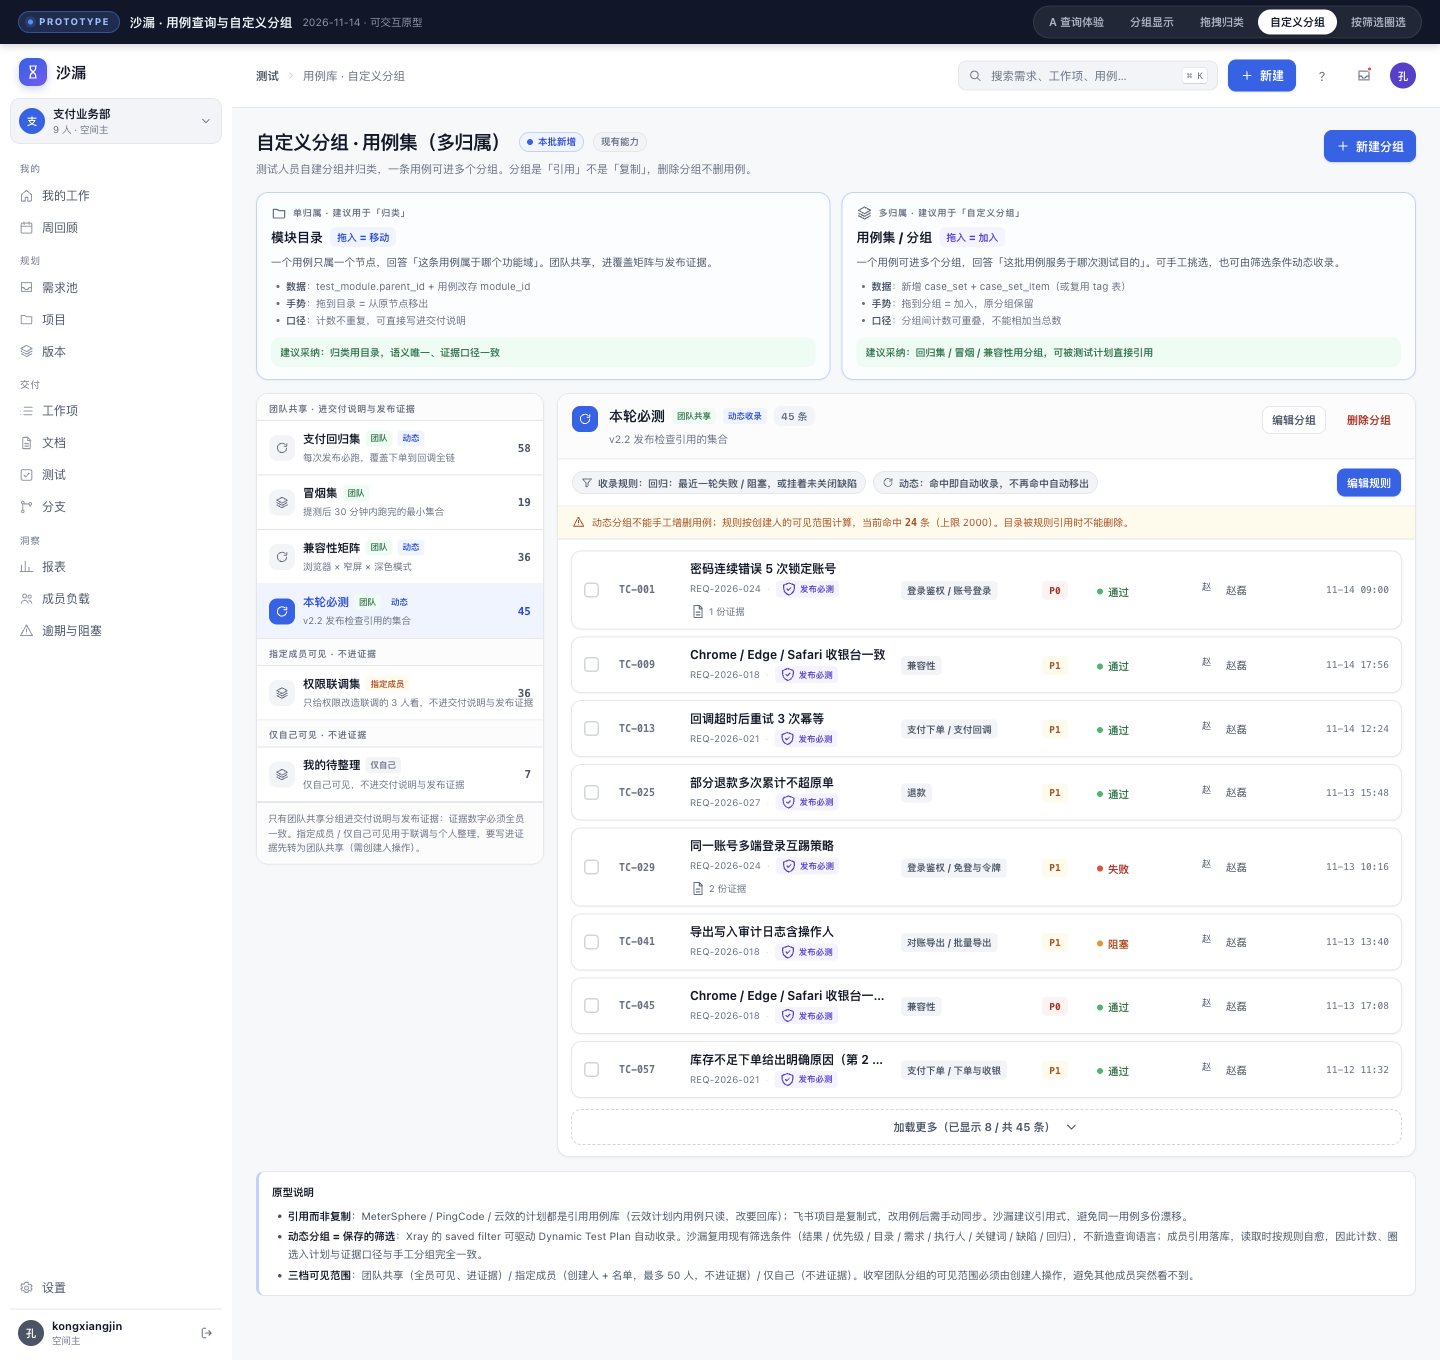 PROTOTYPE
沙漏 · 用例查询与自定义分组
2026-11-14 · 可交互原型
A 查询体验
分组显示
拖拽归类
自定义分组
按筛选圈选
沙漏
支
支付业务部
9 人 · 空间主
我的
我的工作
周回顾
规划
需求池
项目
版本
交付
工作项
文档
测试
分支
洞察
报表
成员负载
逾期与阻塞
设置
孔
kongxiangjin
空间主
测试
用例库 · 自定义分组
搜索需求、工作项、用例...
⌘ K
新建
?
孔
自定义分组 · 用例集（多归属）
本批新增
现有能力
测试人员自建分组并归类，一条用例可进多个分组。分组是「引用」不是「复制」，删除分组不删用例。
新建分组
单归属 · 建议用于「归类」
模块目录
拖入 = 移动
一个用例只属一个节点，回答「这条用例属于哪个功能域」。团队共享，进覆盖矩阵与发布证据。
• 数据：test_module.parent_id + 用例改存 module_id
• 手势：拖到目录 = 从原节点移出
• 口径：计数不重复，可直接写进交付说明
建议采纳：归类用目录，语义唯一、证据口径一致
多归属 · 建议用于「自定义分组」
用例集 / 分组
拖入 = 加入
一个用例可进多个分组，回答「这批用例服务于哪次测试目的」。可手工挑选，也可由筛选条件动态收录。
• 数据：新增 case_set + case_set_item（或复用 tag 表）
• 手势：拖到分组 = 加入，原分组保留
• 口径：分组间计数可重叠，不能相加当总数
建议采纳：回归集 / 冒烟 / 兼容性用分组，可被测试计划直接引用
团队共享 · 进交付说明与发布证据
支付回归集 团队 动态
每次发布必跑，覆盖下单到回调全链
58
冒烟集 团队
提测后 30 分钟内跑完的最小集合
19
兼容性矩阵 团队 动态
浏览器 × 窄屏 × 深色模式
36
本轮必测 团队 动态
v2.2 发布检查引用的集合
45
指定成员可见 · 不进证据
权限联调集 指定成员
只给权限改造联调的 3 人看，不进交付说明与发布证据
36
仅自己可见 · 不进证据
我的待整理 仅自己
仅自己可见，不进交付说明与发布证据
7
只有团队共享分组进交付说明与发布证据：证据数字必须全员
一致。指定成员 / 仅自己可见用于联调与个人整理，要写进证
据先转为团队共享（需创建人操作）。
本轮必测 团队共享 动态收录 45 条
v2.2 发布检查引用的集合
编辑分组
删除分组
收录规则：回归：最近一轮失败 / 阻塞，或挂着未关闭缺陷
动态：命中即自动收录，不再命中自动移出
编辑规则
动态分组不能手工增删用例；规则按创建人的可见范围计算，当前命中 24 条（上限 2000）。目录被规则引用时不能删除。
TC-001
密码连续错误 5 次锁定账号
REQ-2026-024 · 发布必测
1 份证据
登录鉴权 / 账号登录
P0
通过
赵 赵磊
11-14 09:00
TC-009
Chrome / Edge / Safari 收银台一致
REQ-2026-018 · 发布必测
兼容性
P1
通过
赵 赵磊
11-14 17:56
TC-013
回调超时后重试 3 次幂等
REQ-2026-021 · 发布必测
支付下单 / 支付回调
P1
通过
赵 赵磊
11-14 12:24
TC-025
部分退款多次累计不超原单
REQ-2026-027 · 发布必测
退款
P1
通过
赵 赵磊
11-13 15:48
TC-029
同一账号多端登录互踢策略
REQ-2026-024 · 发布必测
2 份证据
登录鉴权 / 免登与令牌
P1
失败
赵 赵磊
11-13 10:16
TC-041
导出写入审计日志含操作人
REQ-2026-018 · 发布必测
对账导出 / 批量导出
P1
阻塞
赵 赵磊
11-13 13:40
TC-045
Chrome / Edge / Safari 收银台一...
REQ-2026-018 · 发布必测
兼容性
P0
通过
赵 赵磊
11-13 17:08
TC-057
库存不足下单给出明确原因（第 2 ...
REQ-2026-021 · 发布必测
支付下单 / 下单与收银
P1
通过
赵 赵磊
11-12 11:32
加载更多（已显示 8 / 共 45 条）
原型说明
• 引用而非复制：MeterSphere / PingCode / 云效的计划都是引用用例库（云效计划内用例只读，改要回库）；飞书项目是复制式，改用例后需手动同步。沙漏建议引用式，避免同一用例多份漂移。
• 动态分组 = 保存的筛选：Xray 的 saved filter 可驱动 Dynamic Test Plan 自动收录。沙漏复用现有筛选条件（结果 / 优先级 / 目录 / 需求 / 执行人 / 关键词 / 缺陷 / 回归），不新造查询语言；成员引用落库，读取时按规则自愈，因此计数、圈
选入计划与证据口径与手工分组完全一致。
• 三档可见范围：团队共享（全员可见、进证据）/ 指定成员（创建人 + 名单，最多 50 人，不进证据）/ 仅自己（不进证据）。收窄团队分组的可见范围必须由创建人操作，避免其他成员突然看不到。